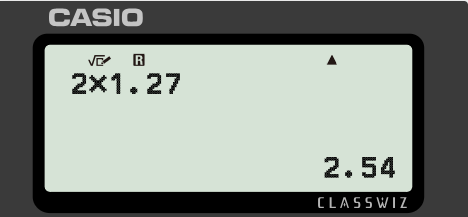 CASIO
√▱ R ▲
2×1.27
2.54
CLASSWIZ